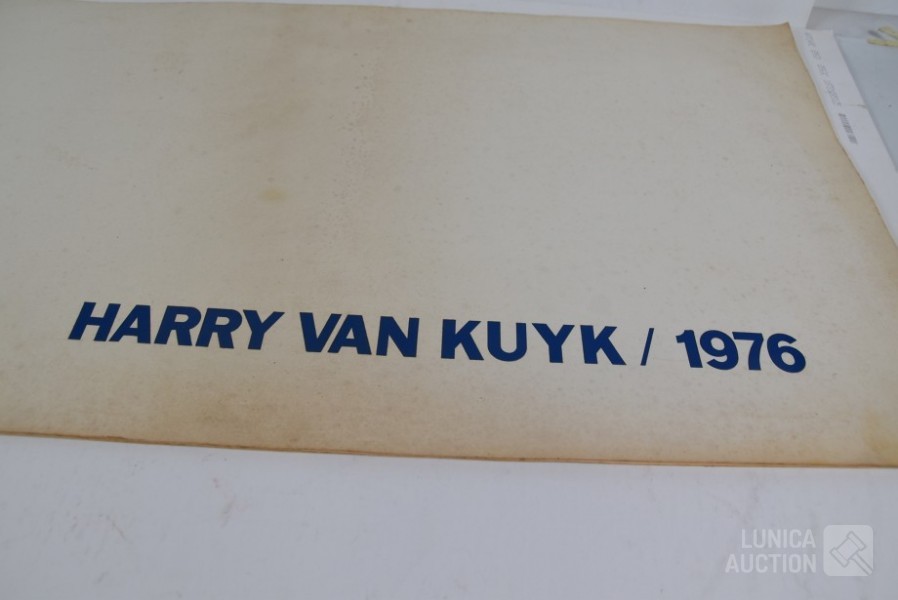 HARRY VAN KUYK / 1976
LUNICA
AUCTION